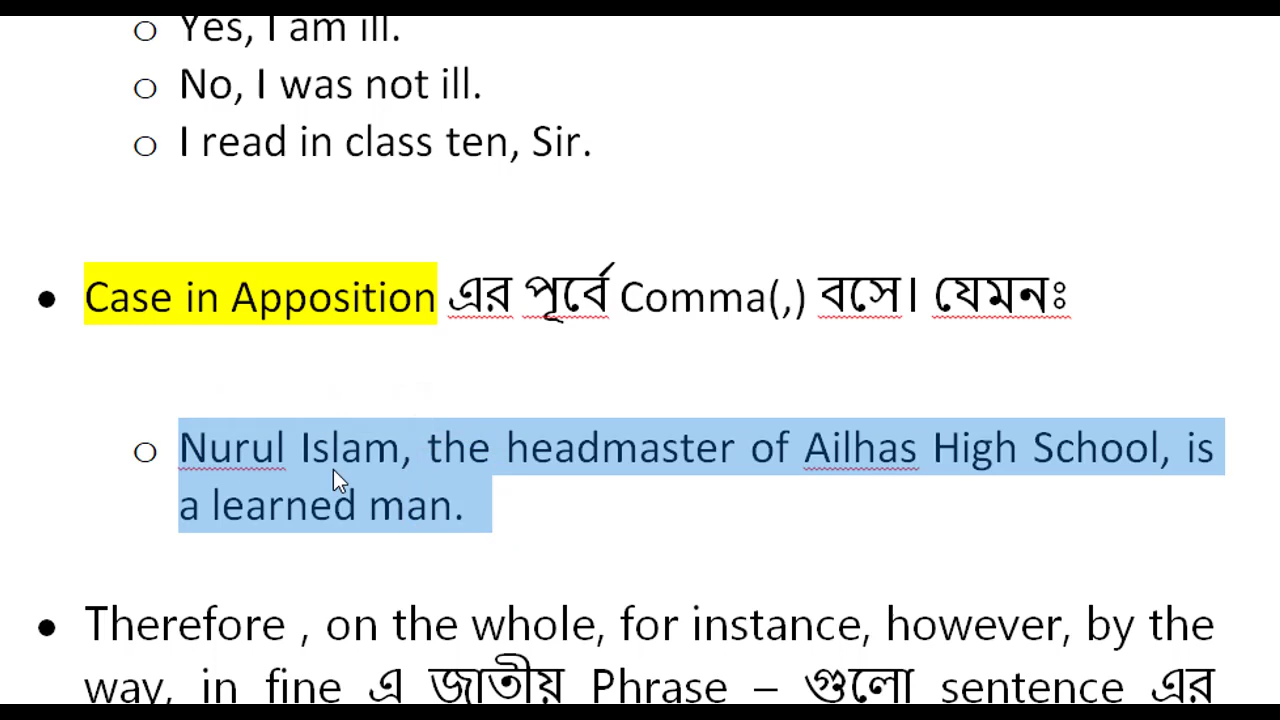 o Yes, I am ill.
o No, I was not ill.
o I read in class ten, Sir.
• Case in Apposition এর পূর্বে Comma(,) বসে। যেমনঃ
o Nurul Islam, the headmaster of Ailhas High School, is
a learned man.
• Therefore , on the whole, for instance, however, by the
way, in fine এ জাতীয় Phrase – গুলো sentence এর